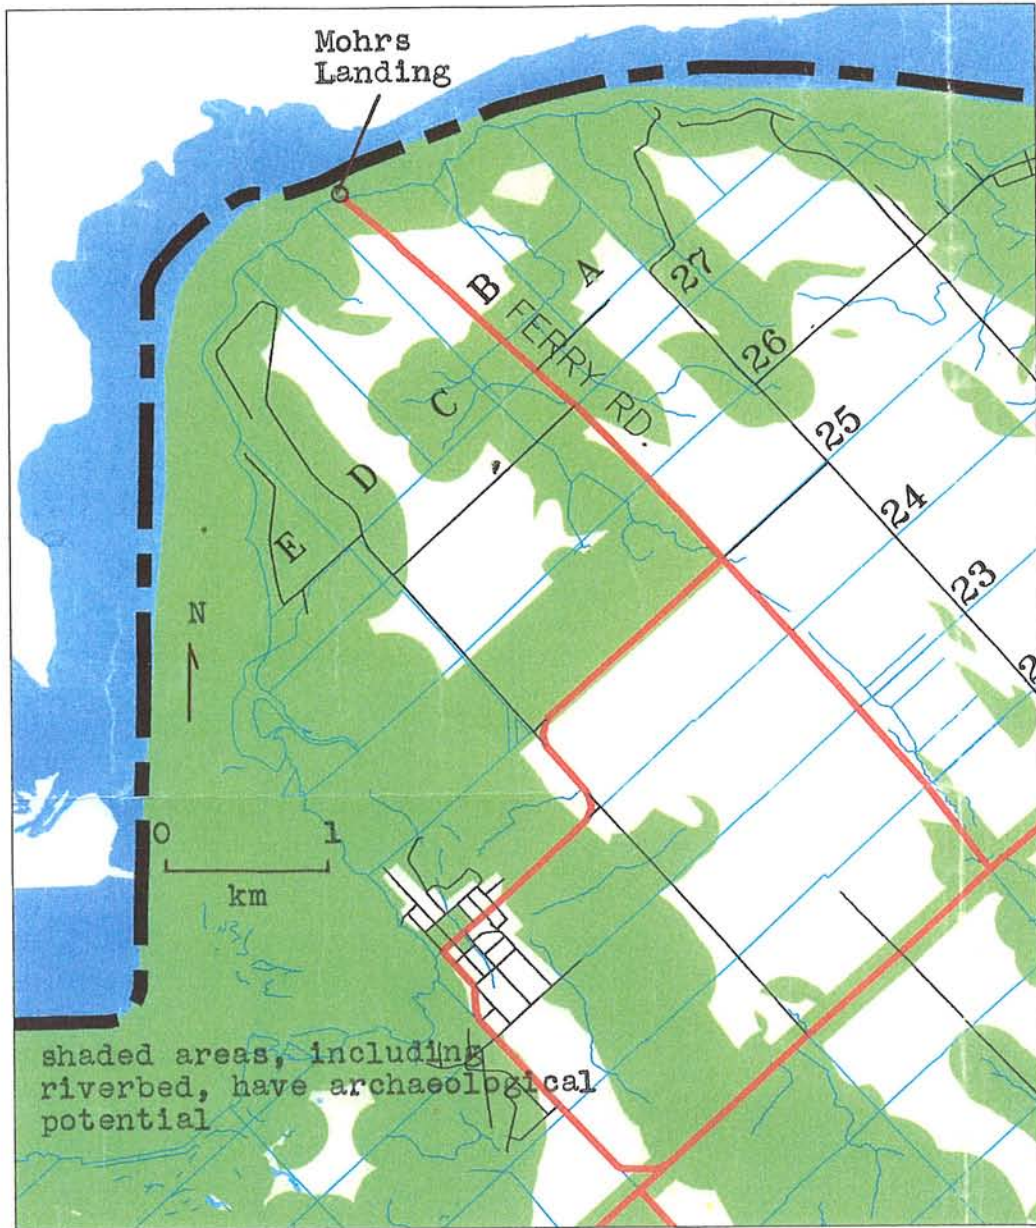 Mohrs
Landing
A
B
FERRY RD.
C
D
E
27
26
25
24
23
2
N
0 1
km
shaded areas, including
riverbed, have archaeological
potential